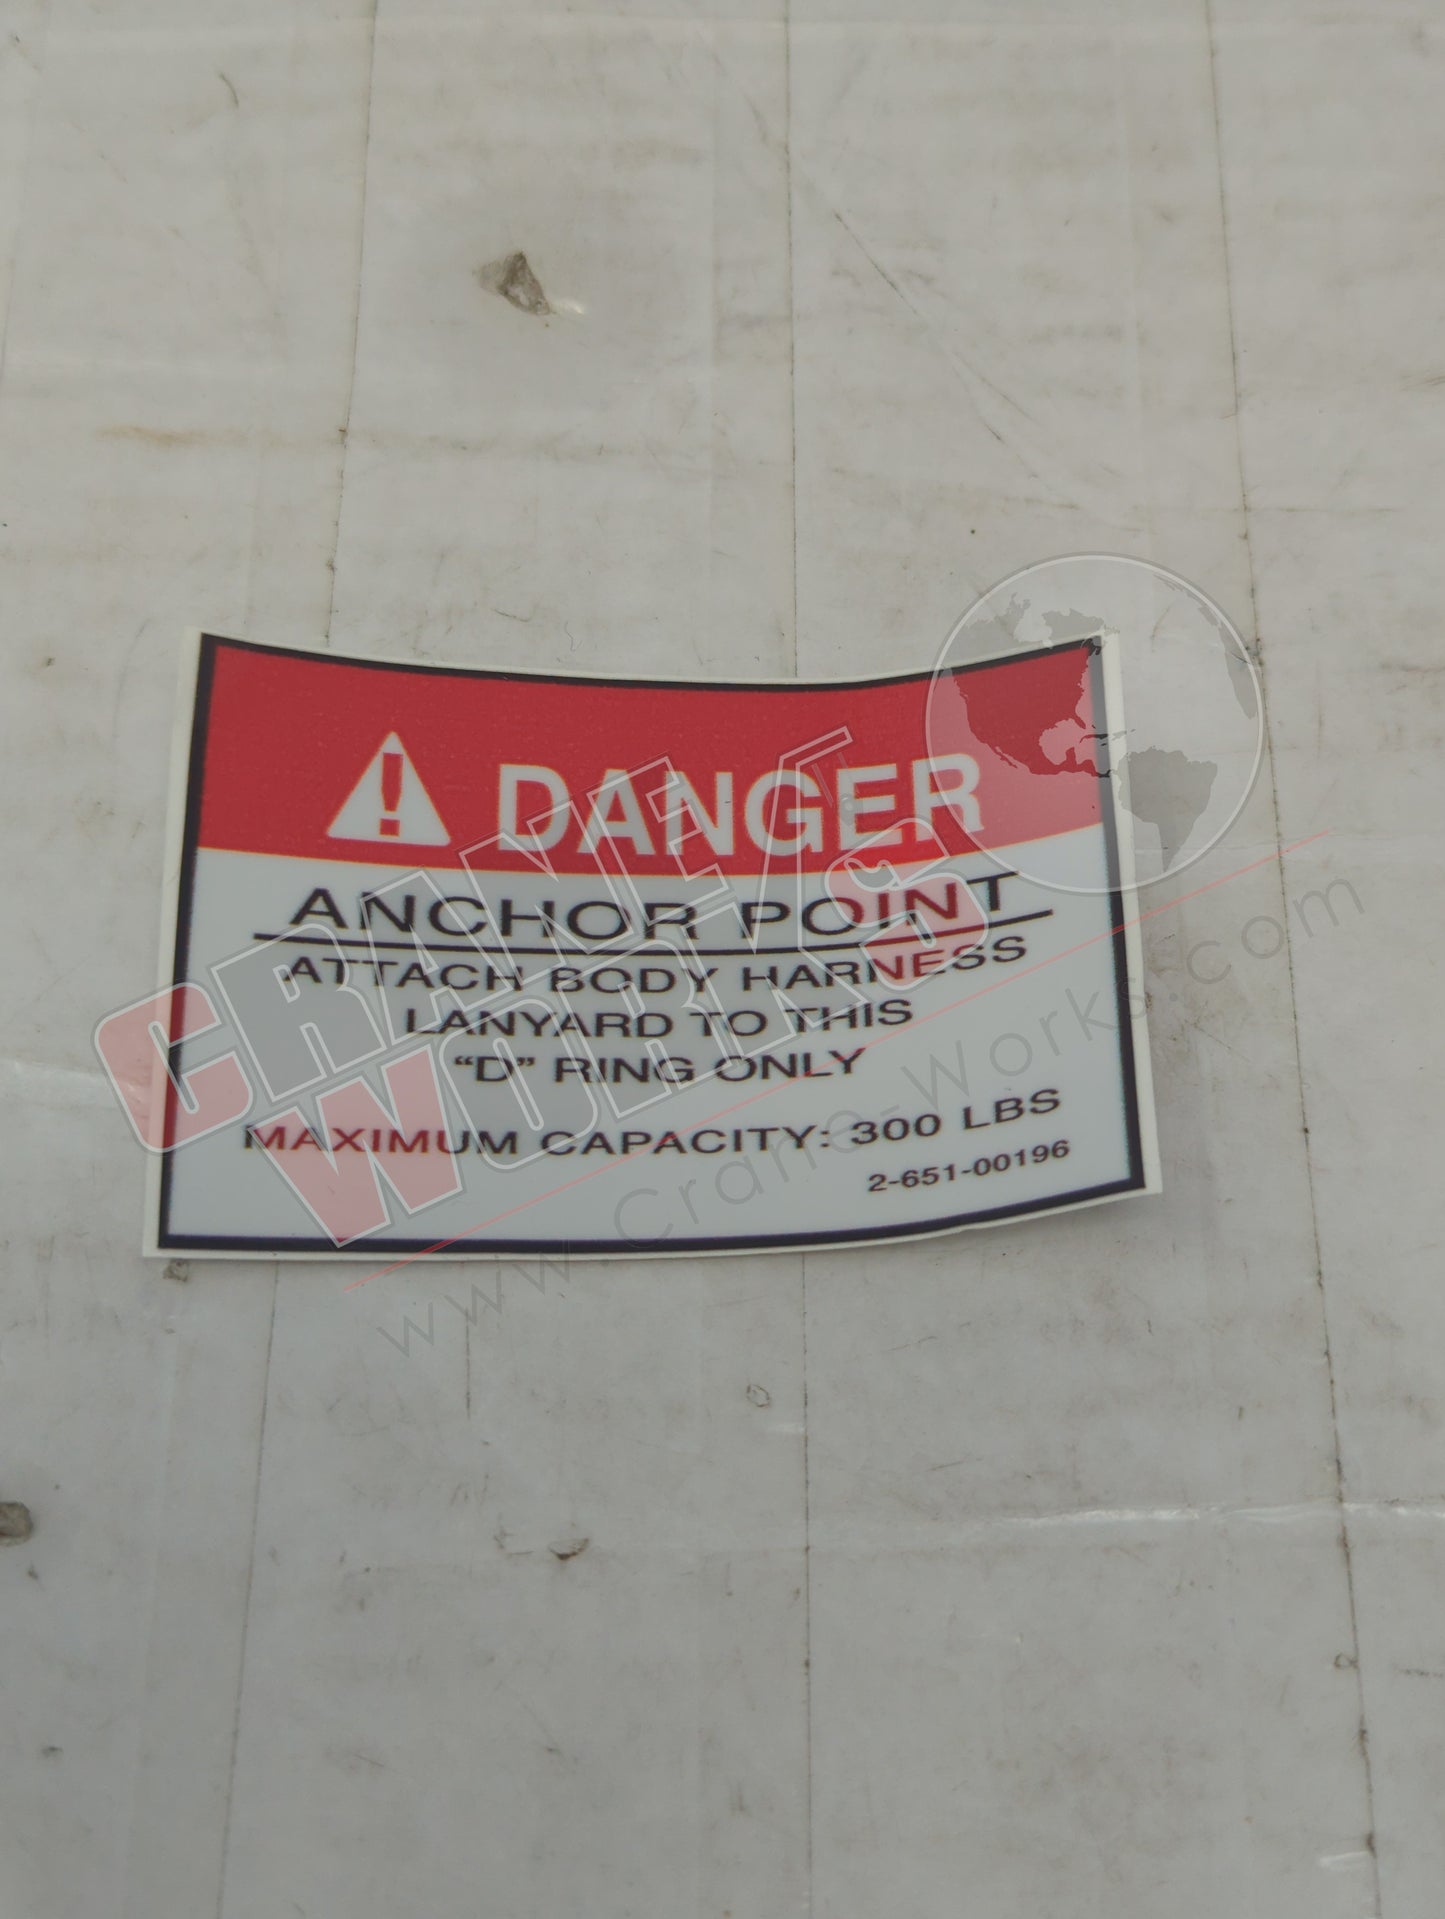 ! DANGER
ANCHOR POINT
ATTACH BODY HARNESS
LANYARD TO THIS
“D” RING ONLY
MAXIMUM CAPACITY: 300 LBS
2-651-00196
CRANE WORKS
www.Crane-Works.com